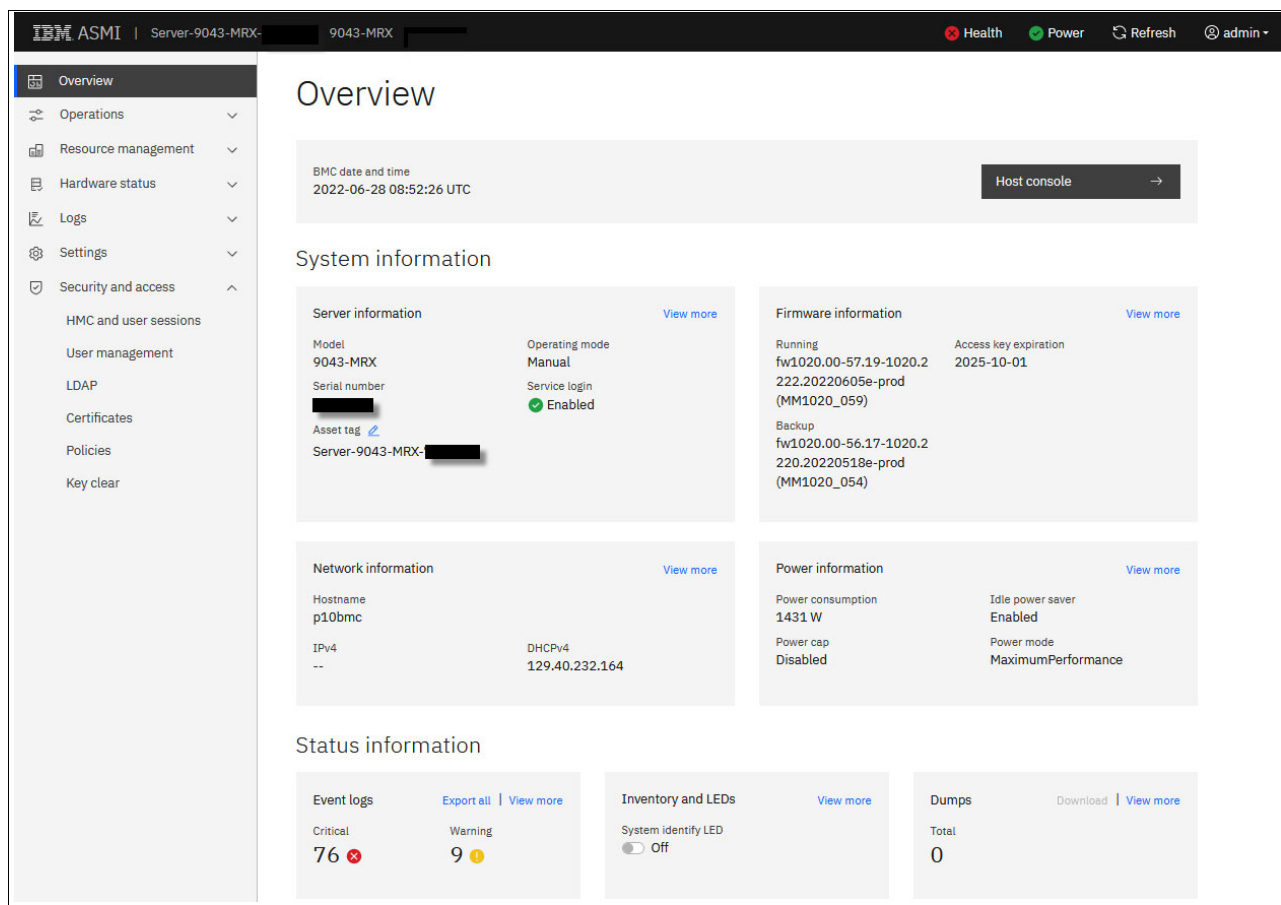 IBM ASMI | Server-9043-MRX- 9043-MRX Health Power Refresh admin
Overview
Operations
Resource management
Hardware status
Logs
Settings
Security and access
HMC and user sessions
User management
LDAP
Certificates
Policies
Key clear
Overview
BMC date and time
2022-06-28 08:52:26 UTC
Host console
System information
Server information View more
Model
9043-MRX
Operating mode
Manual
Serial number
Service login
Enabled
Asset tag
Server-9043-MRX-
Firmware information View more
Running
fw1020.00-57.19-1020.2
222.20220605e-prod
(MM1020_059)
Access key expiration
2025-10-01
Backup
fw1020.00-56.17-1020.2
220.20220518e-prod
(MM1020_054)
Network information View more
Hostname
p10bmc
IPv4
--
DHCPv4
129.40.232.164
Power information View more
Power consumption
1431 W
Idle power saver
Enabled
Power cap
Disabled
Power mode
MaximumPerformance
Status information
Event logs Export all | View more
Critical
76
Warning
9
Inventory and LEDs View more
System identify LED
Off
Dumps Download | View more
Total
0